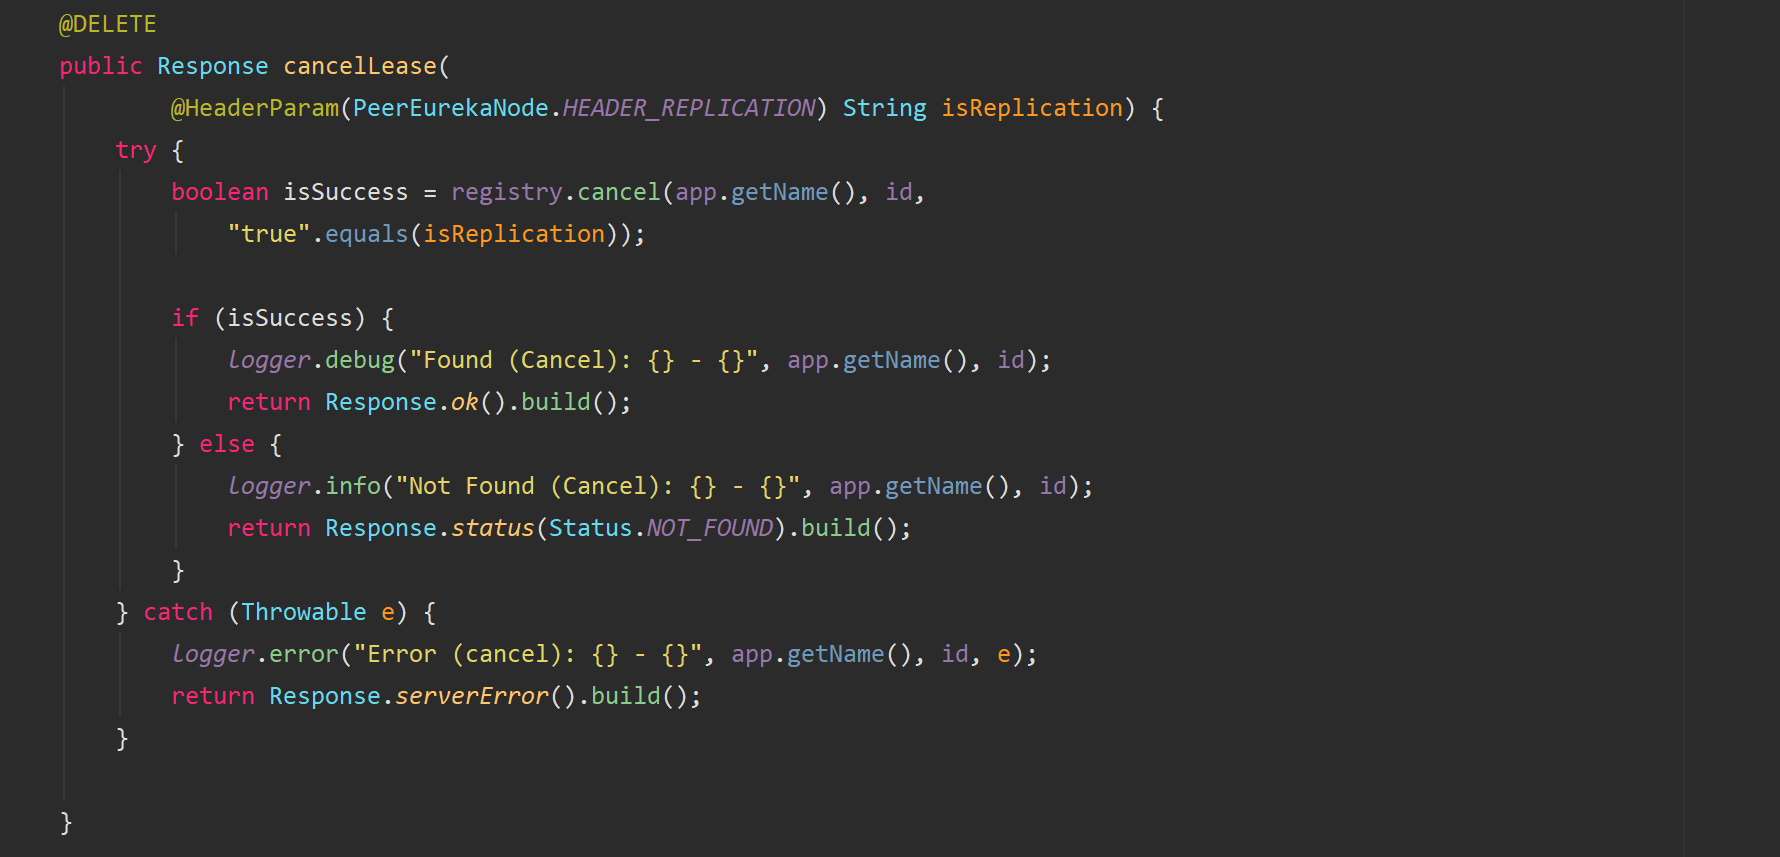 @DELETE
public Response cancelLease(
        @HeaderParam(PeerEurekaNode.HEADER_REPLICATION) String isReplication) {
    try {
        boolean isSuccess = registry.cancel(app.getName(), id,
            "true".equals(isReplication));

        if (isSuccess) {
            logger.debug("Found (Cancel): {} - {}", app.getName(), id);
            return Response.ok().build();
        } else {
            logger.info("Not Found (Cancel): {} - {}", app.getName(), id);
            return Response.status(Status.NOT_FOUND).build();
        }
    } catch (Throwable e) {
        logger.error("Error (cancel): {} - {}", app.getName(), id, e);
        return Response.serverError().build();
    }

}